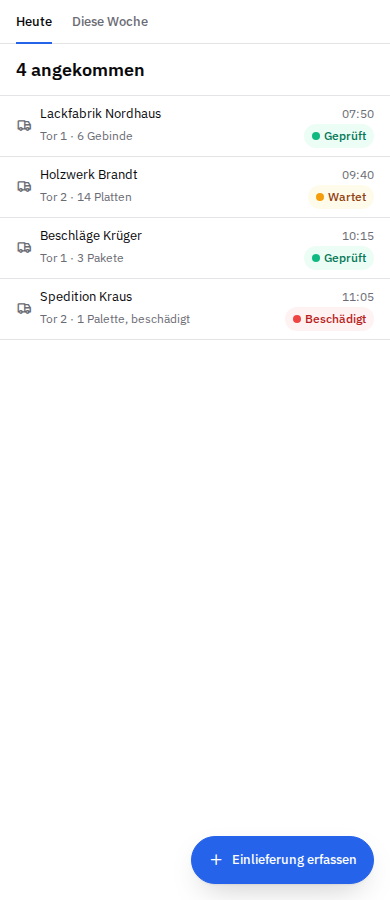 Heute
Diese Woche
4 angekommen
Lackfabrik Nordhaus
07:50
Tor 1 · 6 Gebinde
Geprüft
Holzwerk Brandt
09:40
Tor 2 · 14 Platten
Wartet
Beschläge Krüger
10:15
Tor 1 · 3 Pakete
Geprüft
Spedition Kraus
11:05
Tor 2 · 1 Palette, beschädigt
Beschädigt
Einlieferung erfassen